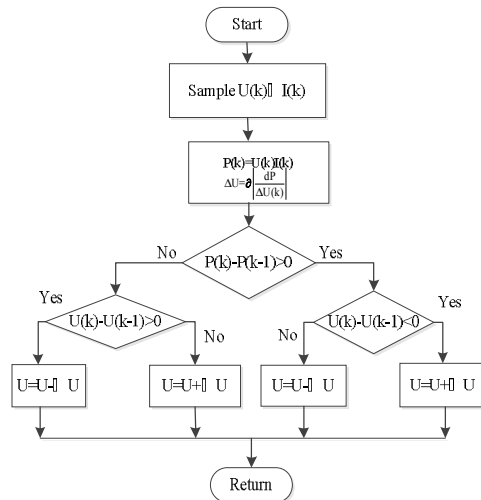 Start
Sample U(k)▯ I(k)
P(k)=U(k)I(k)
ΔU=∂|dP/ΔU(k)|
No
P(k)-P(k-1)>0
Yes
Yes
U(k)-U(k-1)>0
No
No
U(k)-U(k-1)<0
Yes
U=U-▯ U
U=U+▯ U
U=U-▯ U
U=U+▯ U
Return